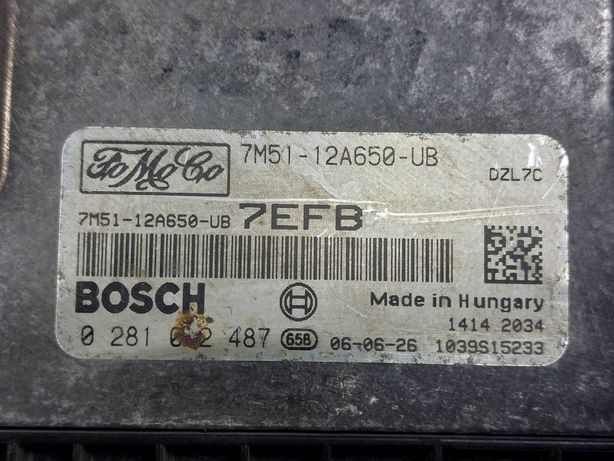 FoMoCo 7M51-12A650-UB DZL7C
7M51-12A650-UB 7EFB
BOSCH Made in Hungary
1414 2034
0 281 487 658 06-06-26 1039S15233